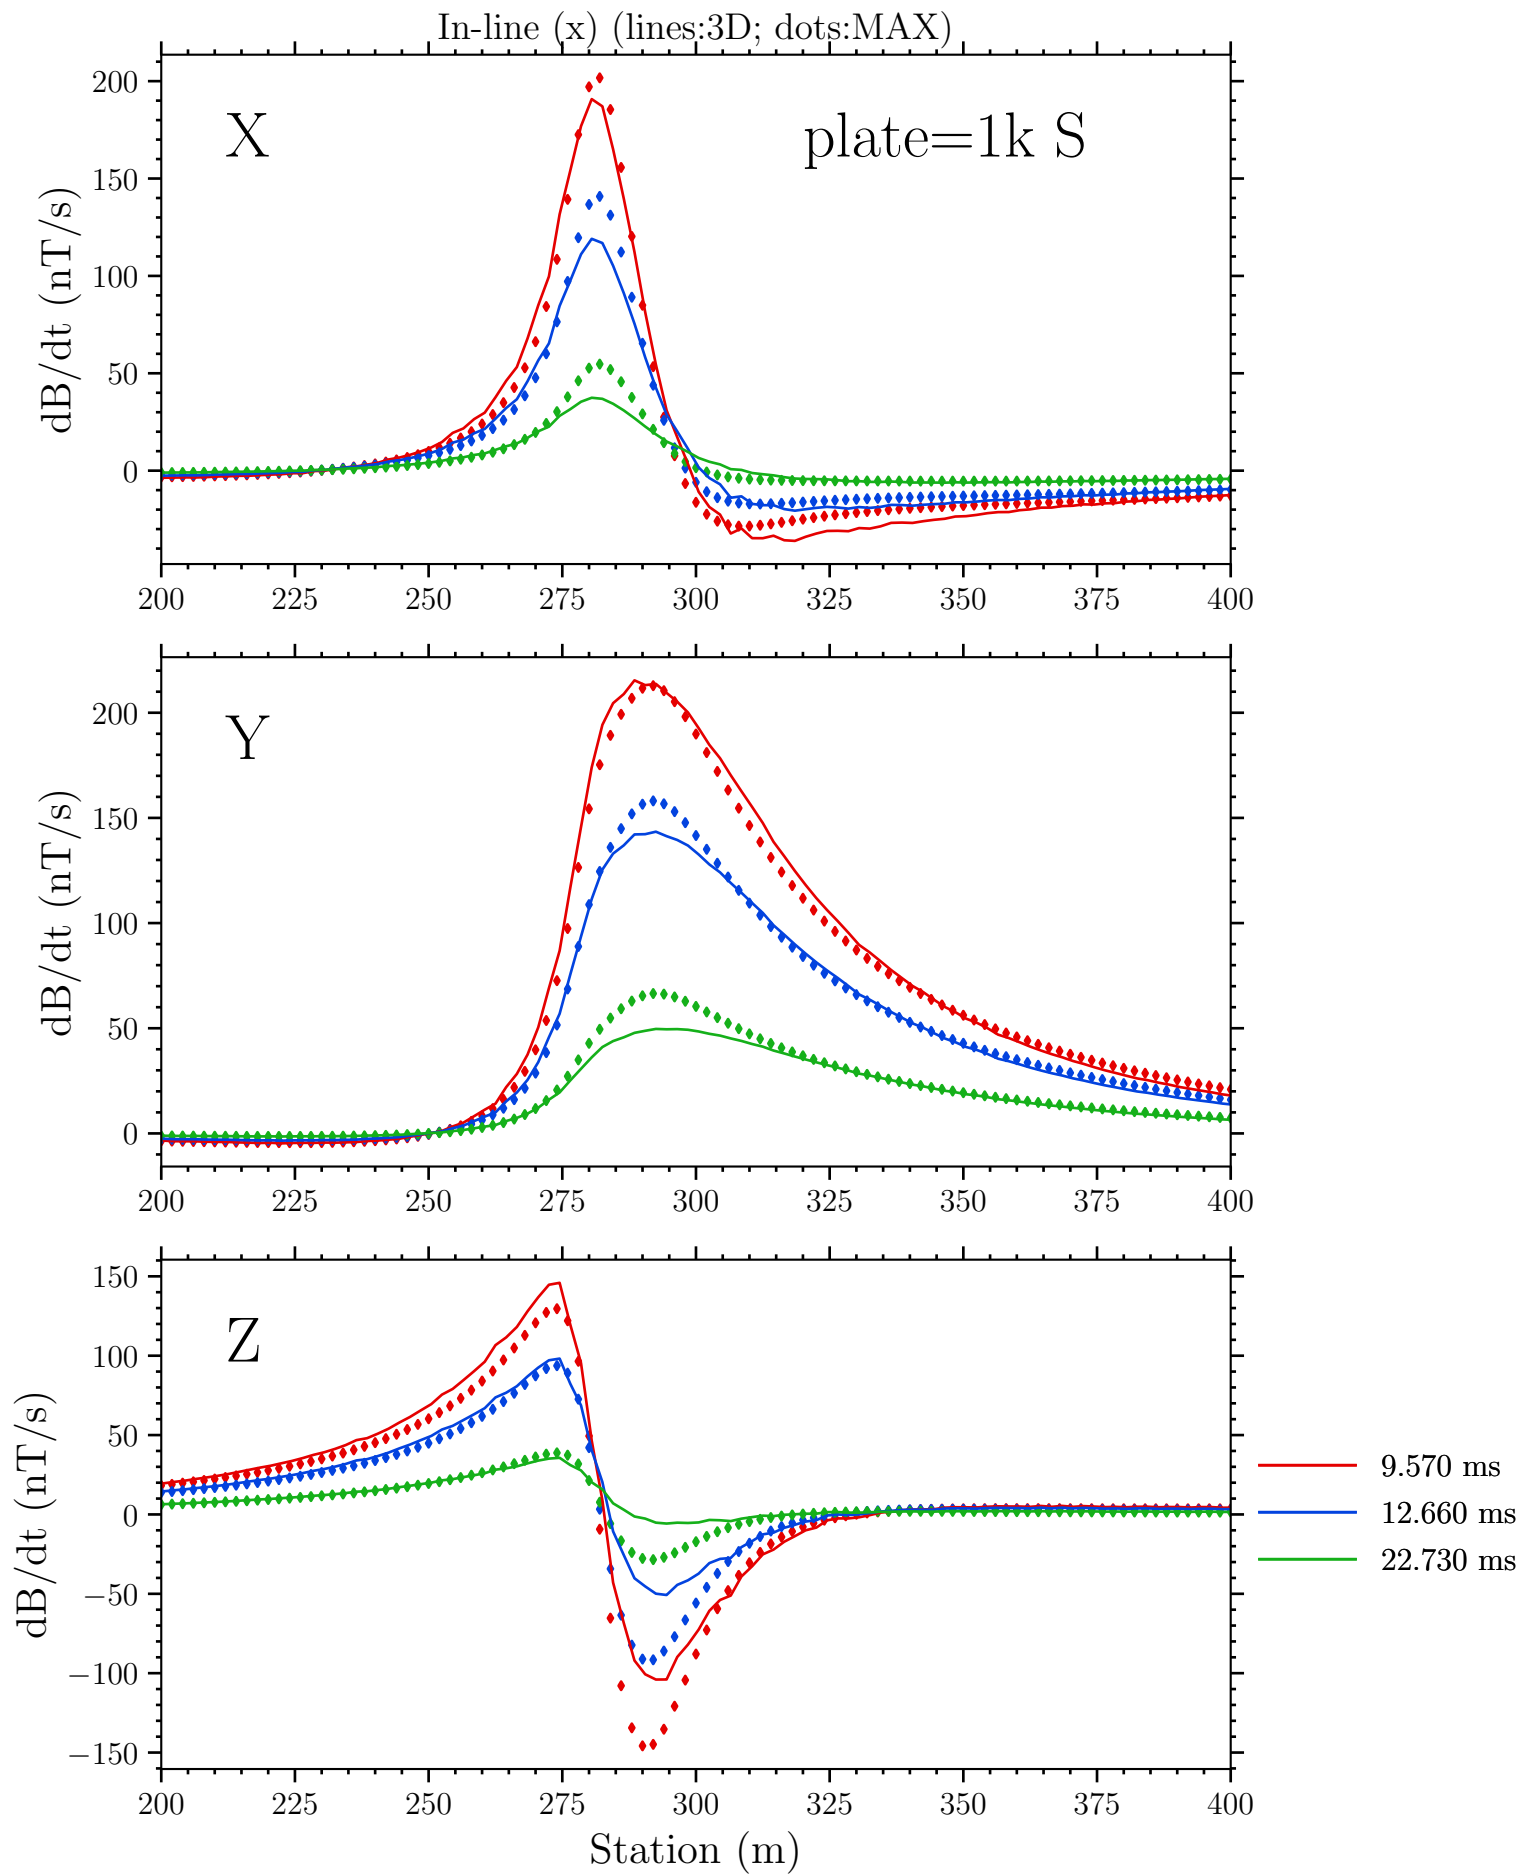 In-line (x) (lines:3D; dots:MAX)
X
plate=1k S
dB/dt (nT/s)
200
150
100
50
0
200 225 250 275 300 325 350 375 400
Y
dB/dt (nT/s)
200
150
100
50
0
200 225 250 275 300 325 350 375 400
Z
dB/dt (nT/s)
150
100
50
0
−50
−100
−150
200 225 250 275 300 325 350 375 400
Station (m)
9.570 ms
12.660 ms
22.730 ms